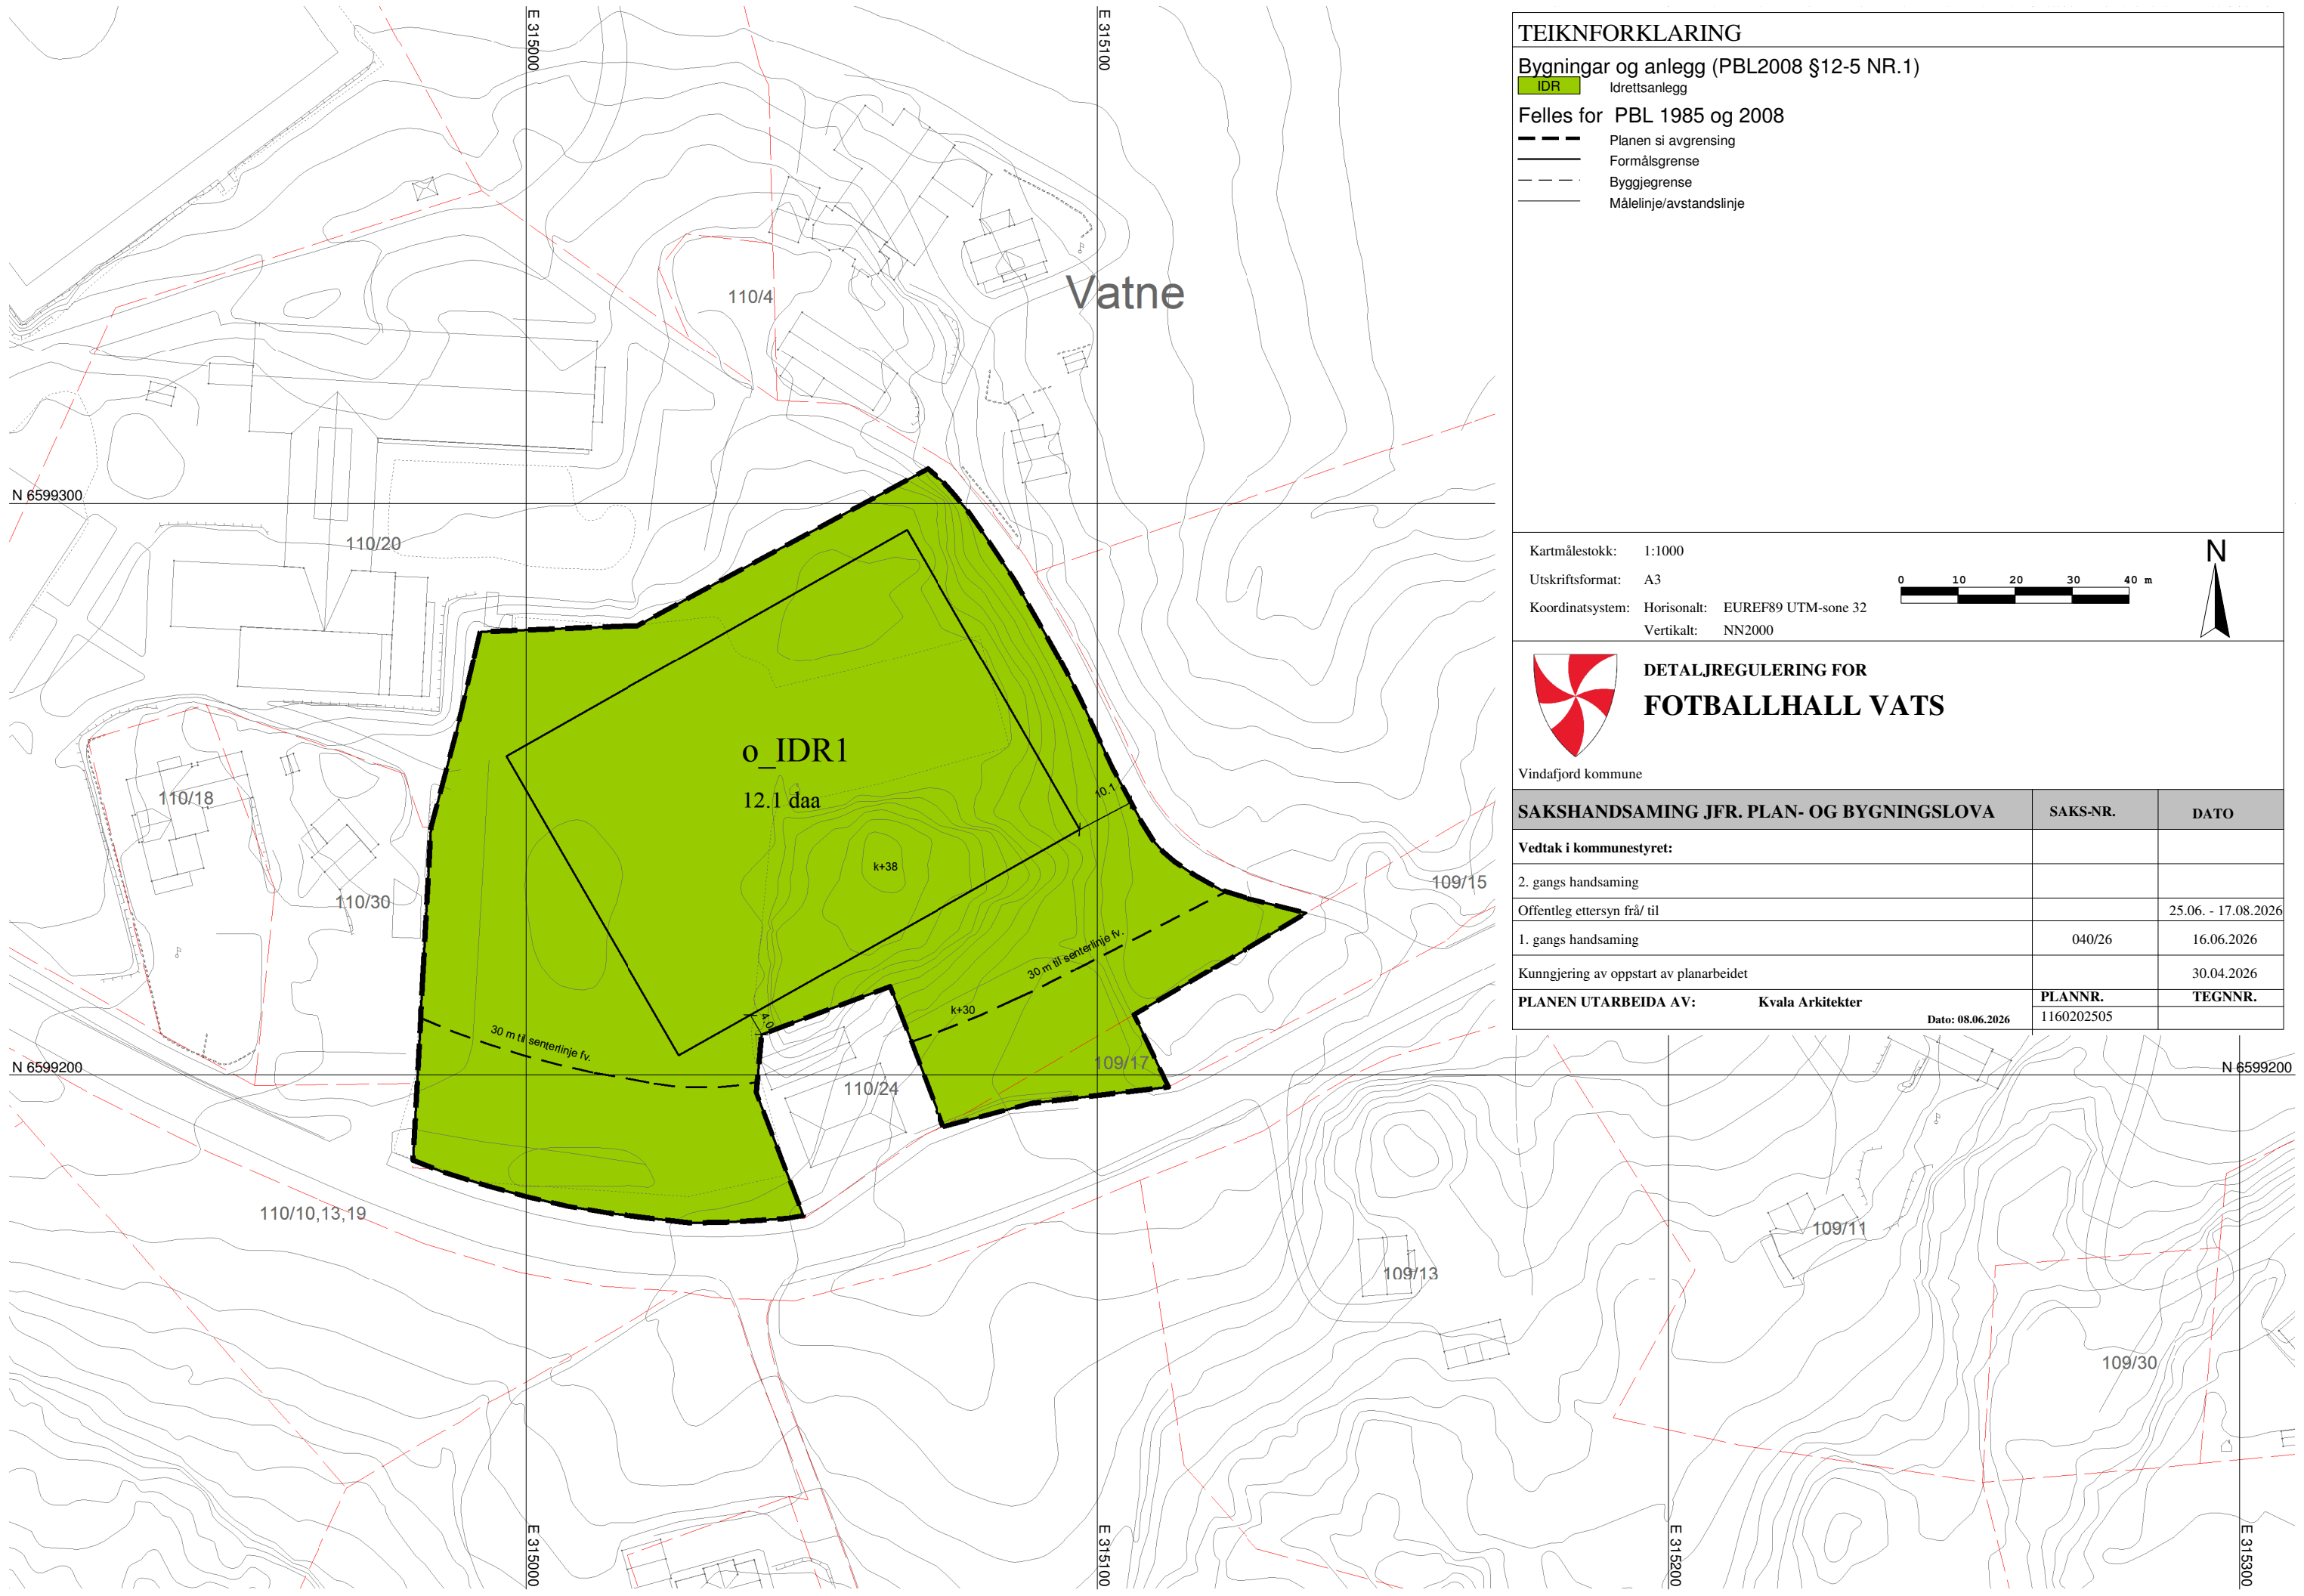 E 315000
E 315100
Vatne
110/4
N 6599300
110/20
o_IDR1
12.1 daa
10.1
110/18
k+38
110/30
109/15
30 m til senterlinje fv.
k+30
4.0
30 m til senterlinje fv.
109/17
N 6599200
110/24
N 6599200
110/10,13,19
109/11
109/13
109/30
E 315000
E 315100
E 315200
E 315300
TEIKNFORKLARING
Bygningar og anlegg (PBL2008 §12-5 NR.1)
IDR Idrettsanlegg
Felles for PBL 1985 og 2008
Planen si avgrensing
Formålsgrense
Byggjegrense
Målelinje/avstandslinje
Kartmålestokk: 1:1000
Utskriftsformat: A3
Koordinatsystem: Horisonalt: EUREF89 UTM-sone 32
Vertikalt: NN2000
0 10 20 30 40 m
N
DETALJREGULERING FOR
FOTBALLHALL VATS
Vindafjord kommune
SAKSHANDSAMING JFR. PLAN- OG BYGNINGSLOVA SAKS-NR. DATO
Vedtak i kommunestyret:
2. gangs handsaming
Offentleg ettersyn frå/ til 25.06. - 17.08.2026
1. gangs handsaming 040/26 16.06.2026
Kunngjering av oppstart av planarbeidet 30.04.2026
PLANEN UTARBEIDA AV: Kvala Arkitekter PLANNR. TEGNNR.
Dato: 08.06.2026 1160202505